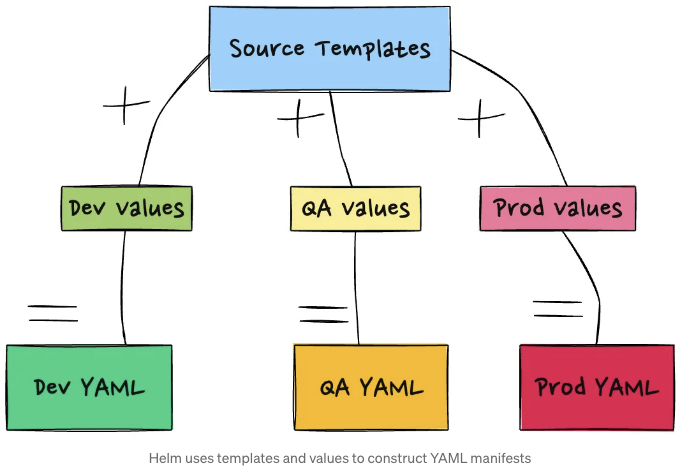 Source Templates
+ + +
Dev values
QA values
Prod values
= = =
Dev YAML
QA YAML
Prod YAML
Helm uses templates and values to construct YAML manifests